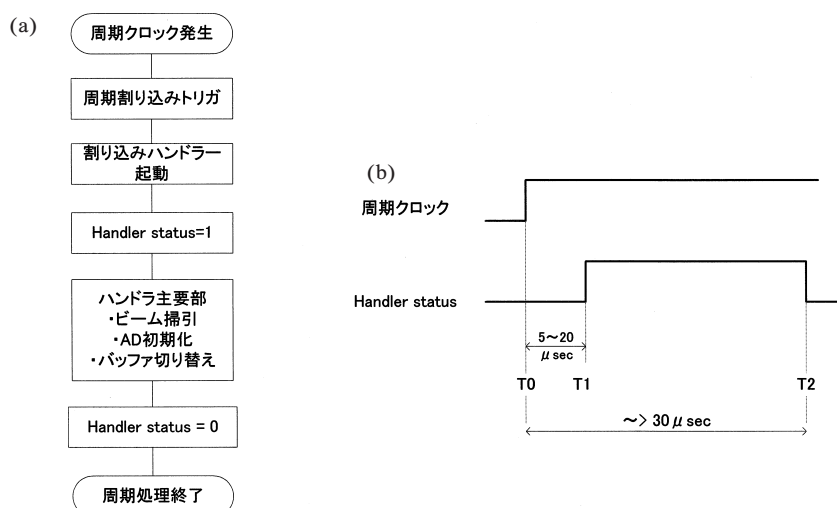 (a)
周期クロック発生
周期割り込みトリガ
割り込みハンドラー
起動
Handler status=1
ハンドラ主要部
・ビーム掃引
・AD初期化
・バッファ切り替え
Handler status = 0
周期処理終了
(b)
周期クロック
Handler status
5～20
μsec
T0
T1
T2
～> 30μsec